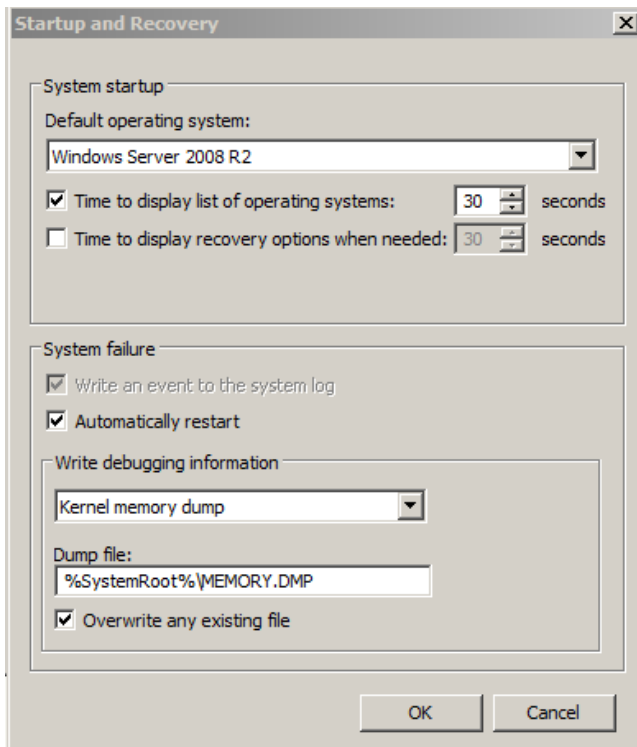 Startup and Recovery
System startup
Default operating system:
Windows Server 2008 R2
Time to display list of operating systems: 30 seconds
Time to display recovery options when needed: 30 seconds
System failure
Write an event to the system log
Automatically restart
Write debugging information
Kernel memory dump
Dump file:
%SystemRoot%\MEMORY.DMP
Overwrite any existing file
OK Cancel